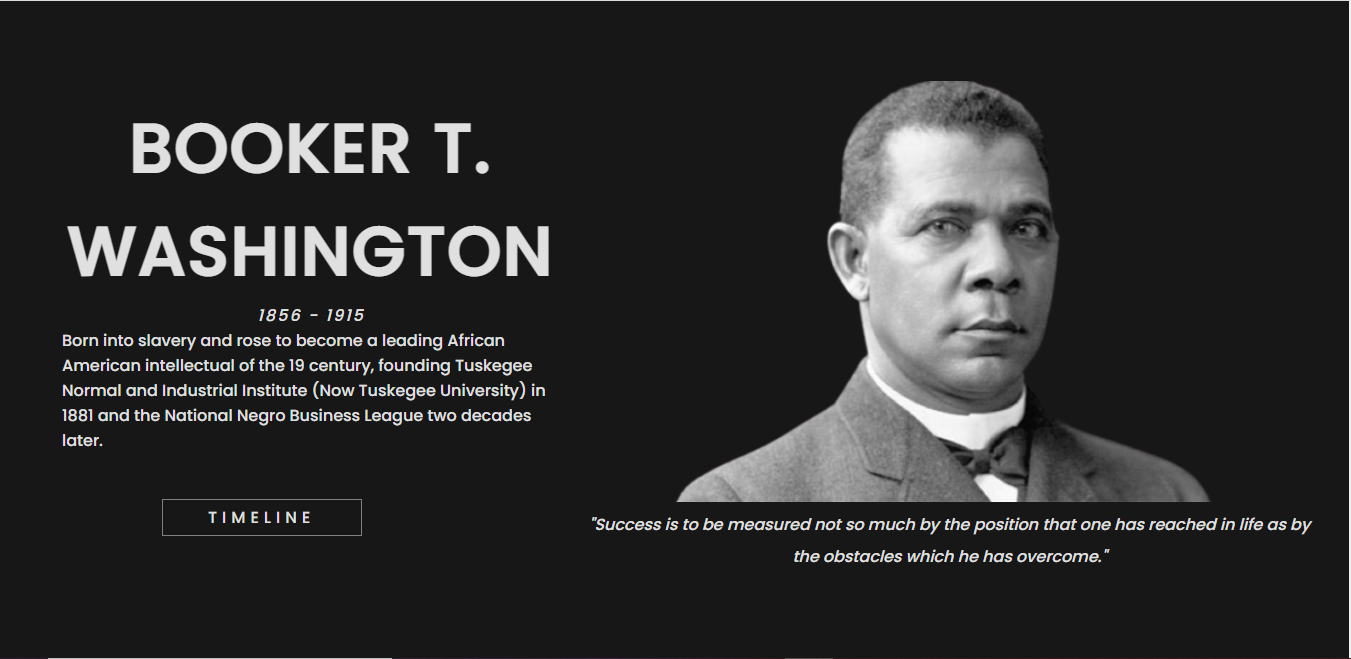 BOOKER T.
WASHINGTON
1856 - 1915
Born into slavery and rose to become a leading African
American intellectual of the 19 century, founding Tuskegee
Normal and Industrial Institute (Now Tuskegee University) in
1881 and the National Negro Business League two decades
later.
TIMELINE
"Success is to be measured not so much by the position that one has reached in life as by
the obstacles which he has overcome."